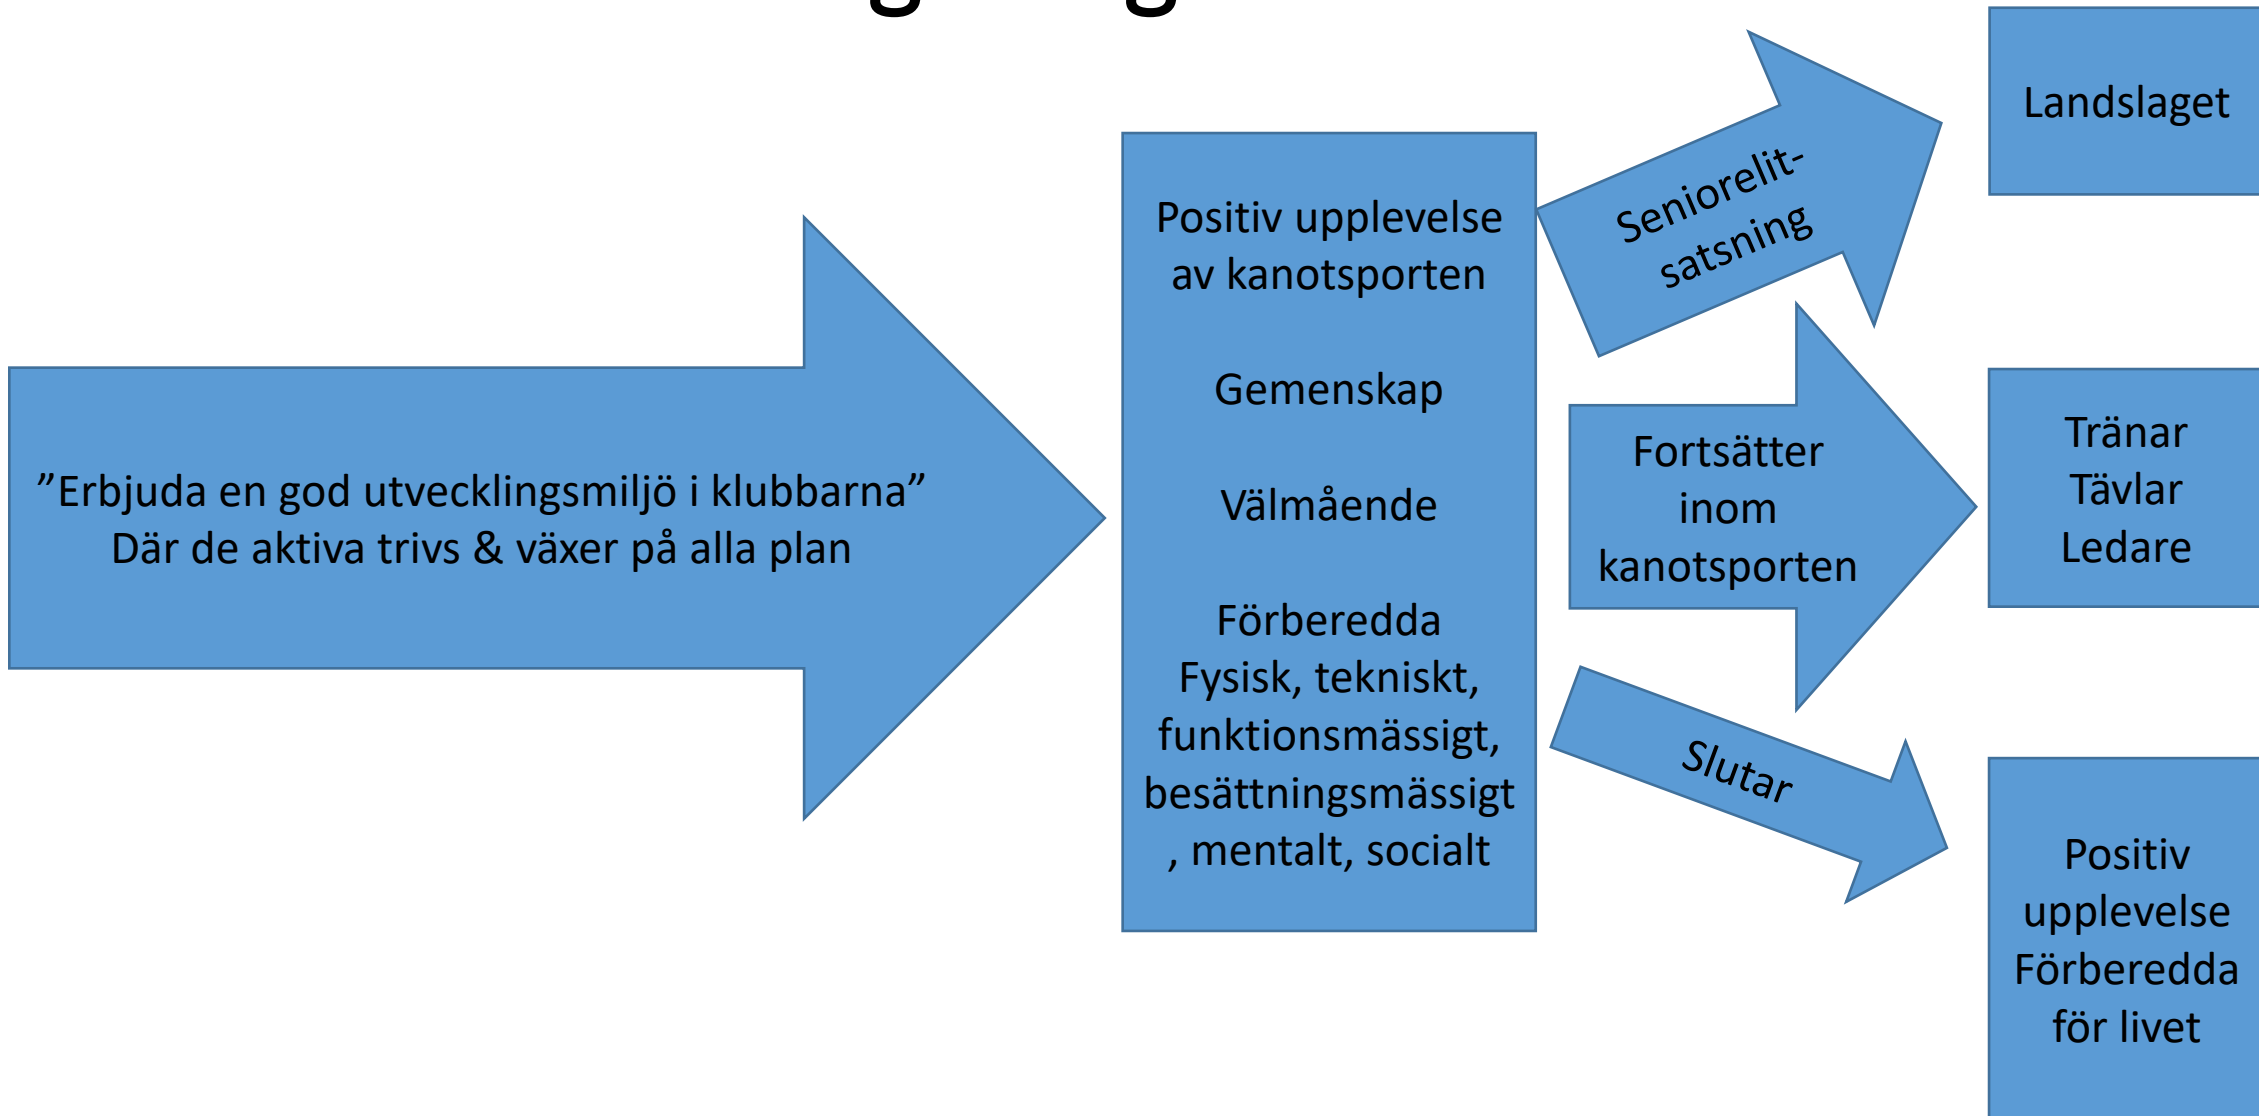 ”Erbjuda en god utvecklingsmiljö i klubbarna”
Där de aktiva trivs & växer på alla plan
Positiv upplevelse
av kanotsporten
Gemenskap
Välmående
Förberedda
Fysisk, tekniskt,
funktionsmässigt,
besättningsmässigt
, mentalt, socialt
Seniorelit-
satsning
Landslaget
Fortsätter
inom
kanotsporten
Tränar
Tävlar
Ledare
Slutar
Positiv
upplevelse
Förberedda
för livet